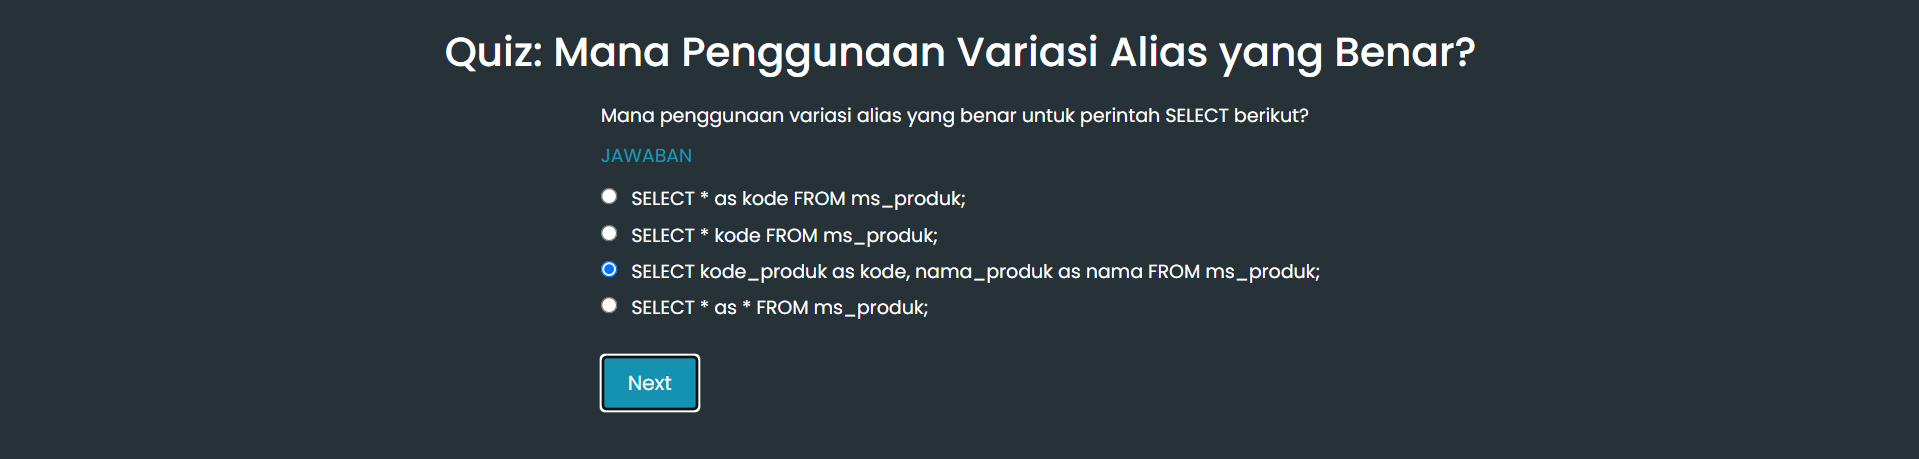 Quiz: Mana Penggunaan Variasi Alias yang Benar?
Mana penggunaan variasi alias yang benar untuk perintah SELECT berikut?
JAWABAN
SELECT * as kode FROM ms_produk;
SELECT * kode FROM ms_produk;
SELECT kode_produk as kode, nama_produk as nama FROM ms_produk;
SELECT * as * FROM ms_produk;
Next